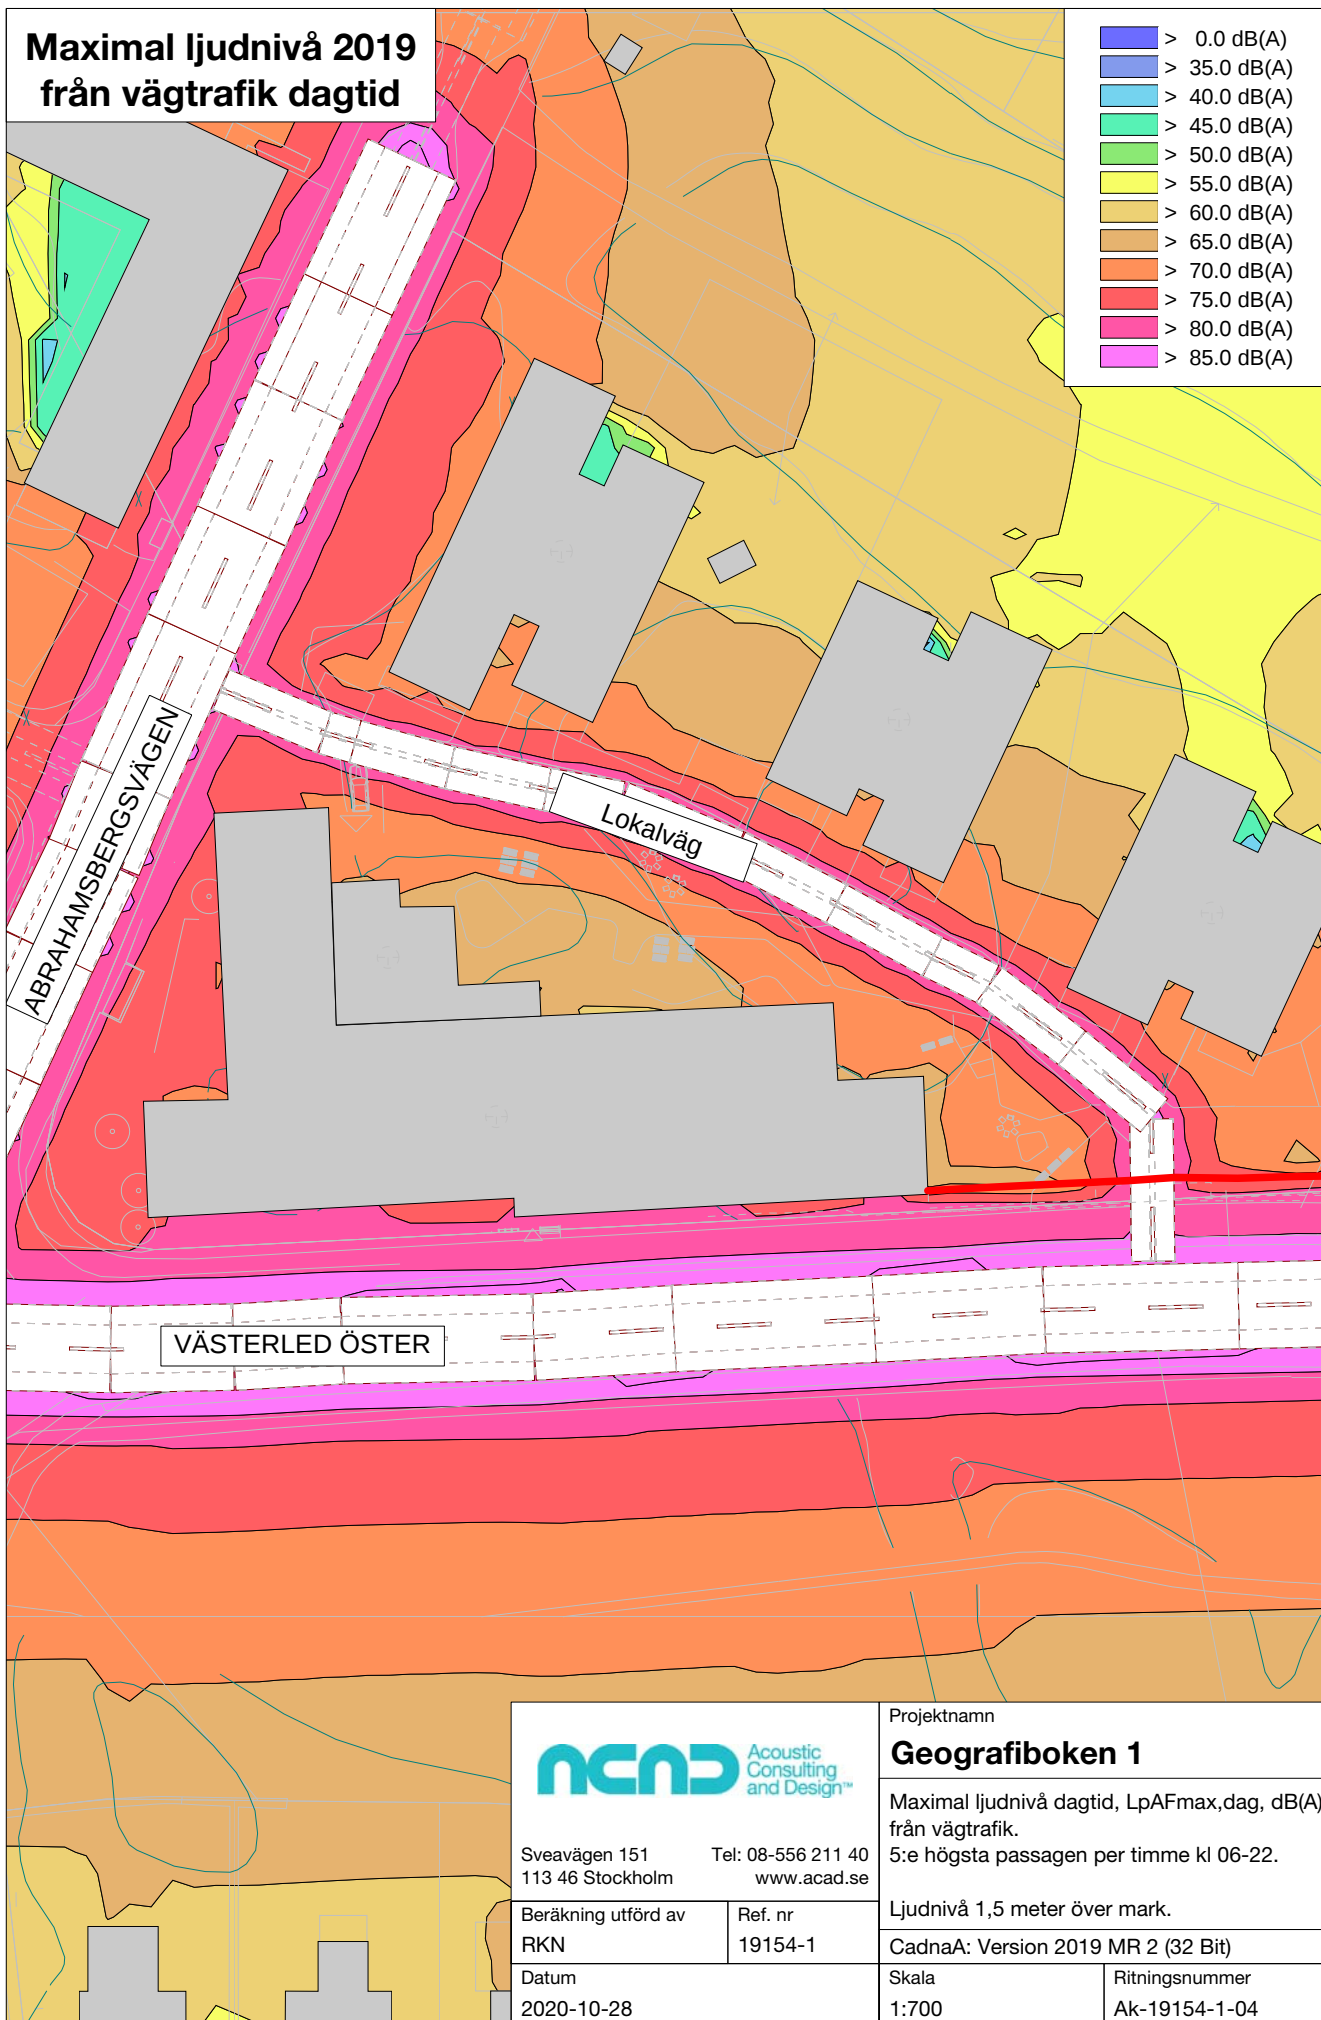 Maximal ljudnivå 2019
från vägtrafik dagtid
> 0.0 dB(A)
> 35.0 dB(A)
> 40.0 dB(A)
> 45.0 dB(A)
> 50.0 dB(A)
> 55.0 dB(A)
> 60.0 dB(A)
> 65.0 dB(A)
> 70.0 dB(A)
> 75.0 dB(A)
> 80.0 dB(A)
> 85.0 dB(A)
ABRAHAMSBERGSVÄGEN
Lokalväg
VÄSTERLED ÖSTER
ACAD
Acoustic
Consulting
and Design™
Sveavägen 151
113 46 Stockholm
Tel: 08-556 211 40
www.acad.se
Beräkning utförd av
RKN
Ref. nr
19154-1
Datum
2020-10-28
Projektnamn
Geografiboken 1
Maximal ljudnivå dagtid, LpAFmax,dag, dB(A)
från vägtrafik.
5:e högsta passagen per timme kl 06-22.
Ljudnivå 1,5 meter över mark.
CadnaA: Version 2019 MR 2 (32 Bit)
Skala
1:700
Ritningsnummer
Ak-19154-1-04